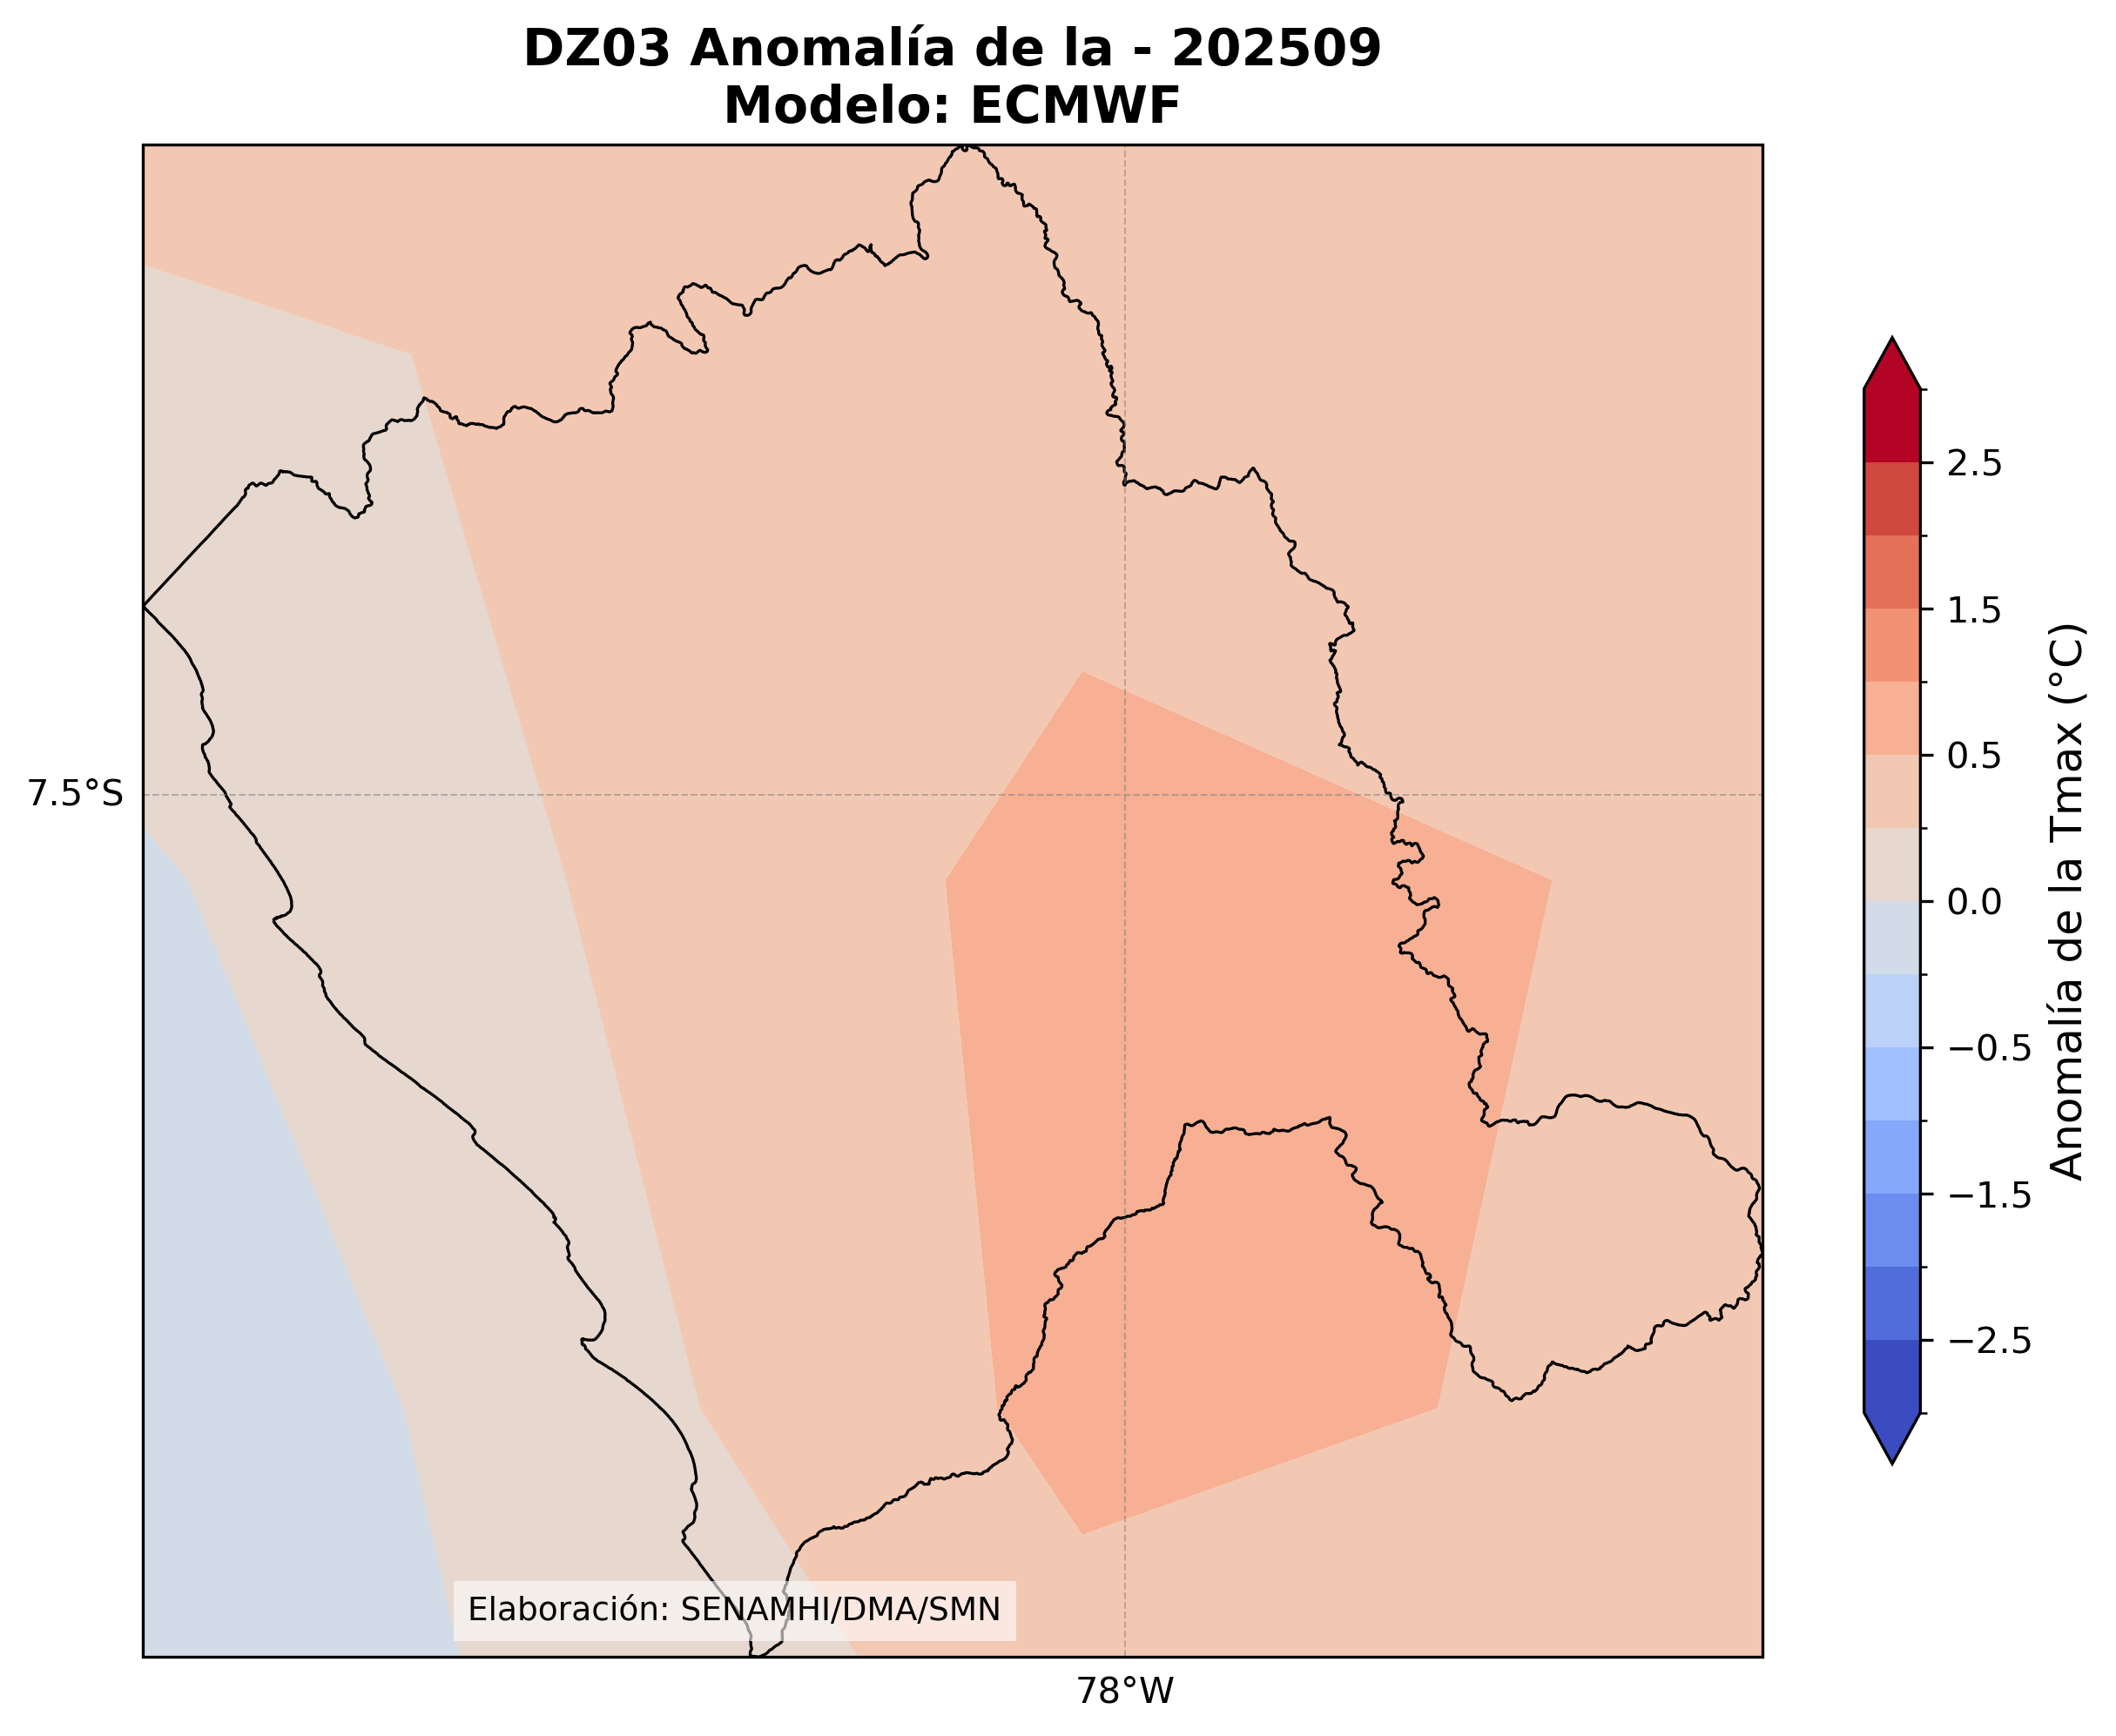 DZ03 Anomalía de la - 202509
Modelo: ECMWF
7.5°S
78°W
Elaboración: SENAMHI/DMA/SMN
2.5
1.5
0.5
0.0
−0.5
−1.5
−2.5
Anomalía de la Tmax (°C)